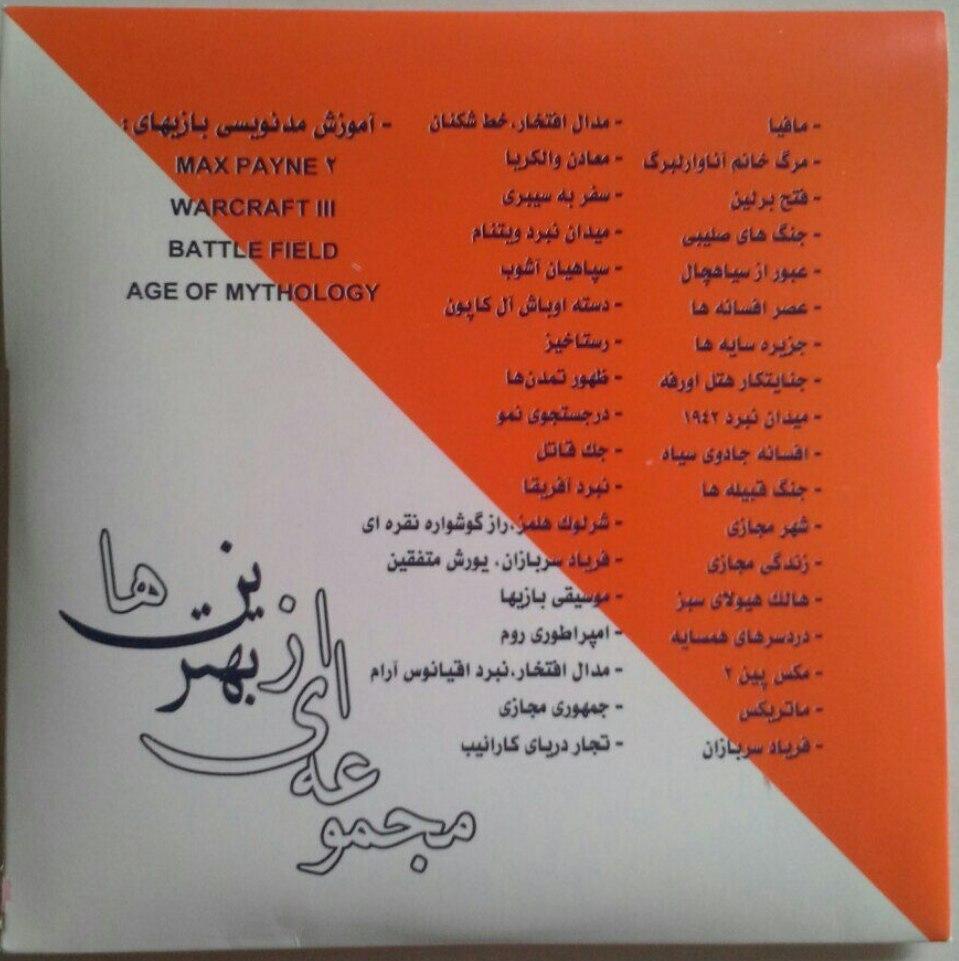 - مافیا
- مرگ خانم آناوارلبرگ
- فتح برلین
- جنگ های صلیبی
- عبور از سیاهچال
- عصر افسانه ها
- جزیره سایه ها
- جنایتکار هتل اورفه
- میدان نبرد ۱۹۴۲
- افسانه جادوی سیاه
- جنگ قبیله ها
- شهر مجازی
- زندگی مجازی
- هالك هیولای سبز
- دردسرهای همسایه
- مکس پین ۲
- ماتریکس
- فریاد سربازان
- مدال افتخار،خط شکنان
- معادن والکریا
- سفر به سیبری
- میدان نبرد ویتنام
- سپاهیان آشوب
- دسته اوباش آل کاپون
- رستاخیز
- ظهور تمدن‌ها
- درجستجوی نمو
- جك قاتل
- نبرد آفریقا
- شرلوك هلمز،راز گوشواره نقره ای
- فریاد سربازان، یورش متفقین
- موسیقی بازیها
- امپراطوری روم
- مدال افتخار،نبرد اقیانوس آرام
- جمهوری مجازی
- تجار دریای کارائیب
- آموزش مدنویسی بازیهای :
MAX PAYNE ۲
WARCRAFT III
BATTLE FIELD
AGE OF MYTHOLOGY
مجموعه ای از بهترین ها